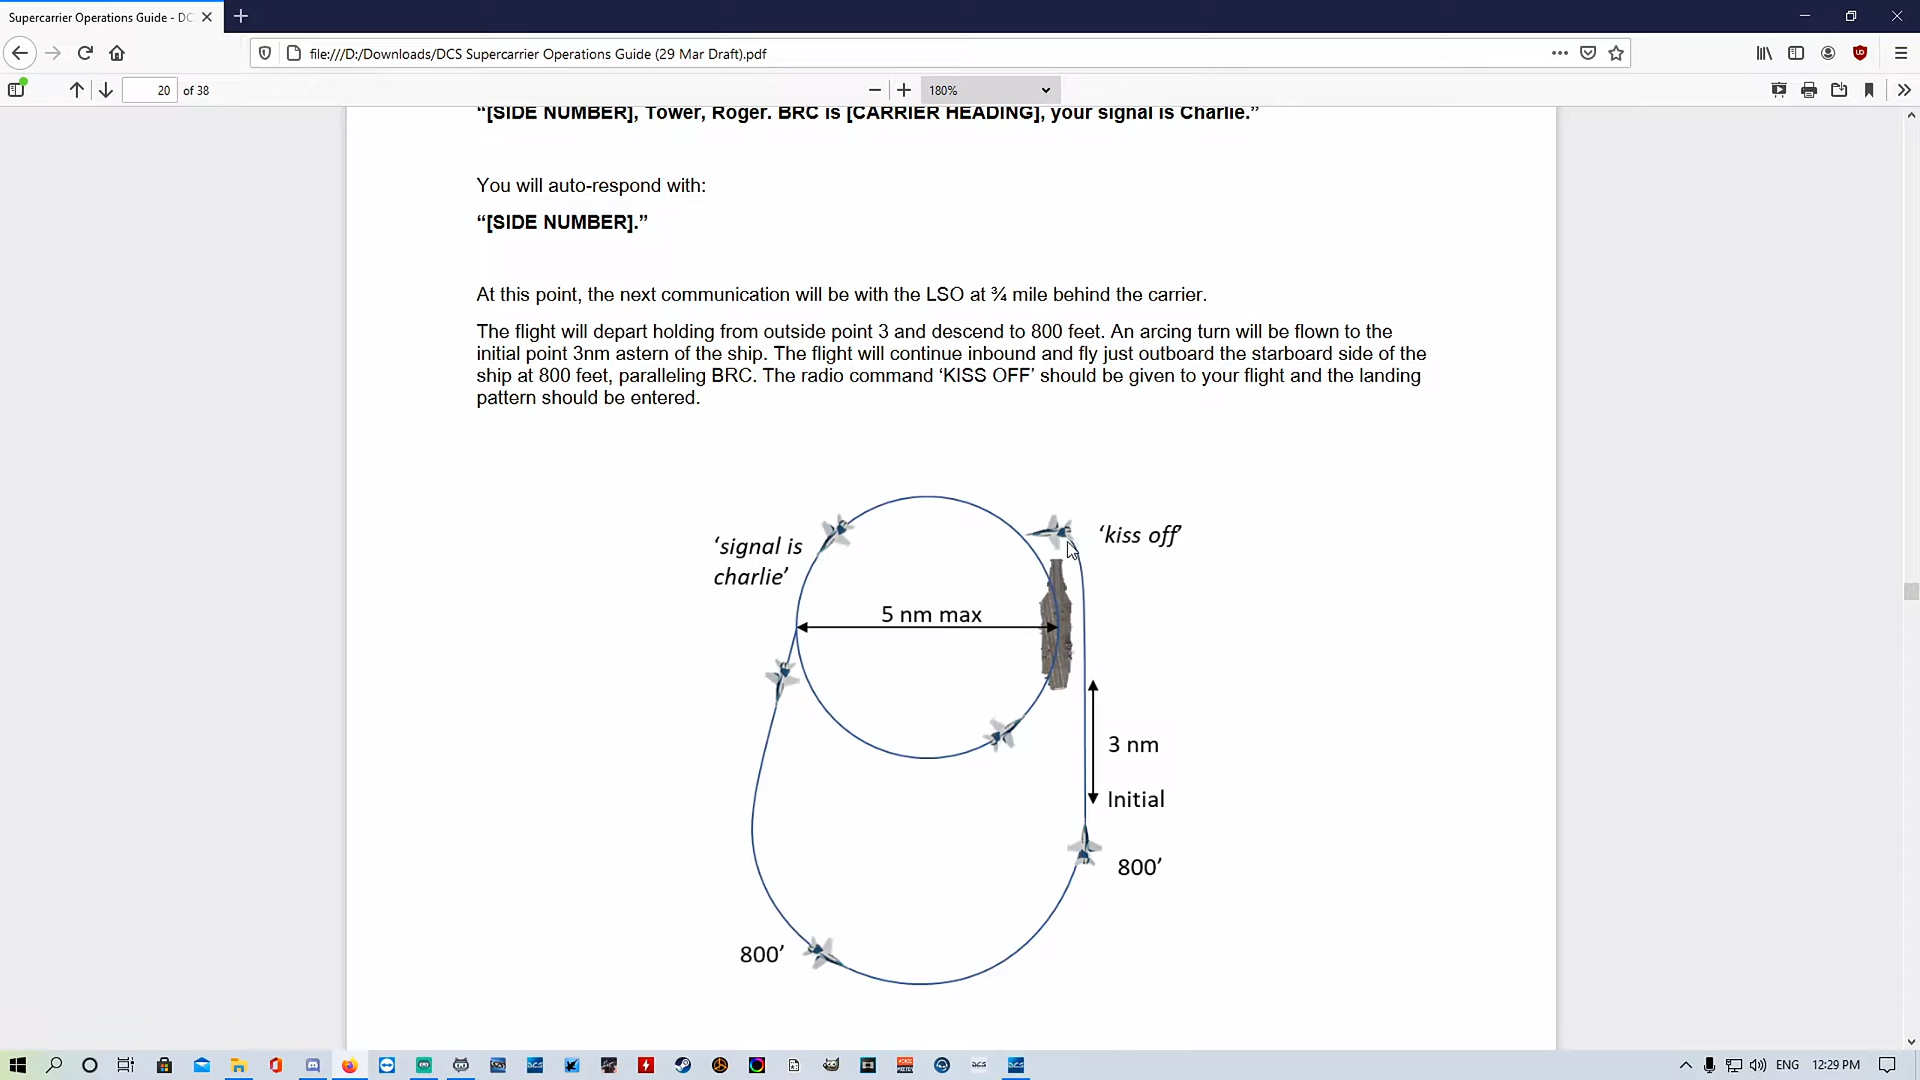 Supercarrier Operations Guide - DC
file:///D:/Downloads/DCS Supercarrier Operations Guide (29 Mar Draft).pdf
20 of 38
180%
“[SIDE NUMBER], Tower, Roger. BRC is [CARRIER HEADING], your signal is Charlie.”
You will auto-respond with:
“[SIDE NUMBER].”
At this point, the next communication will be with the LSO at ¾ mile behind the carrier.
The flight will depart holding from outside point 3 and descend to 800 feet. An arcing turn will be flown to the
initial point 3nm astern of the ship. The flight will continue inbound and fly just outboard the starboard side of the
ship at 800 feet, paralleling BRC. The radio command ‘KISS OFF’ should be given to your flight and the landing
pattern should be entered.
‘signal is
charlie’
‘kiss off’
5 nm max
3 nm
Initial
800’
800’
ENG
12:29 PM